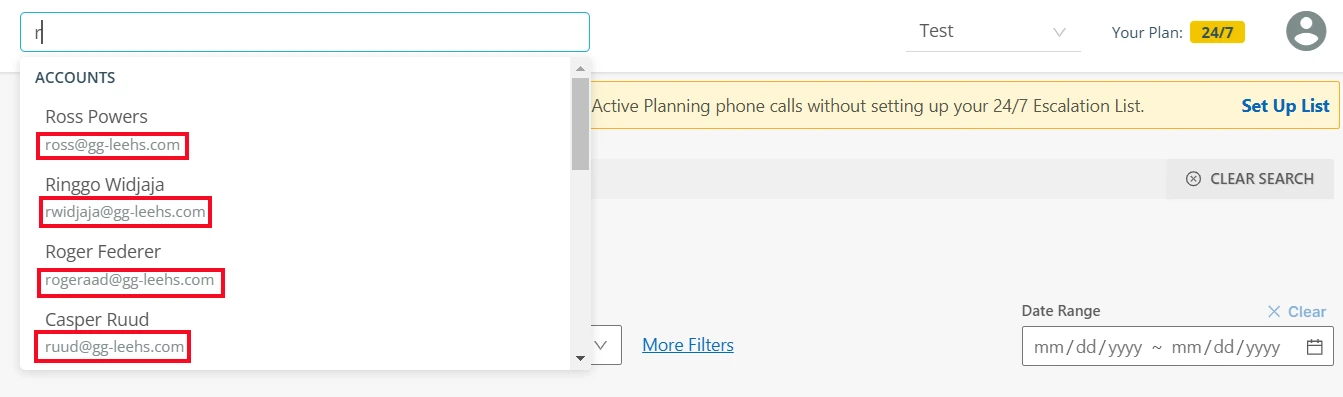 r
Test
Your Plan: 24/7
ACCOUNTS
Ross Powers
ross@gg-leehs.com
Ringgo Widjaja
rwidjaja@gg-leehs.com
Roger Federer
rogeraad@gg-leehs.com
Casper Ruud
ruud@gg-leehs.com
Active Planning phone calls without setting up your 24/7 Escalation List.
Set Up List
CLEAR SEARCH
Date Range
Clear
More Filters
mm/dd/yyyy ~ mm/dd/yyyy